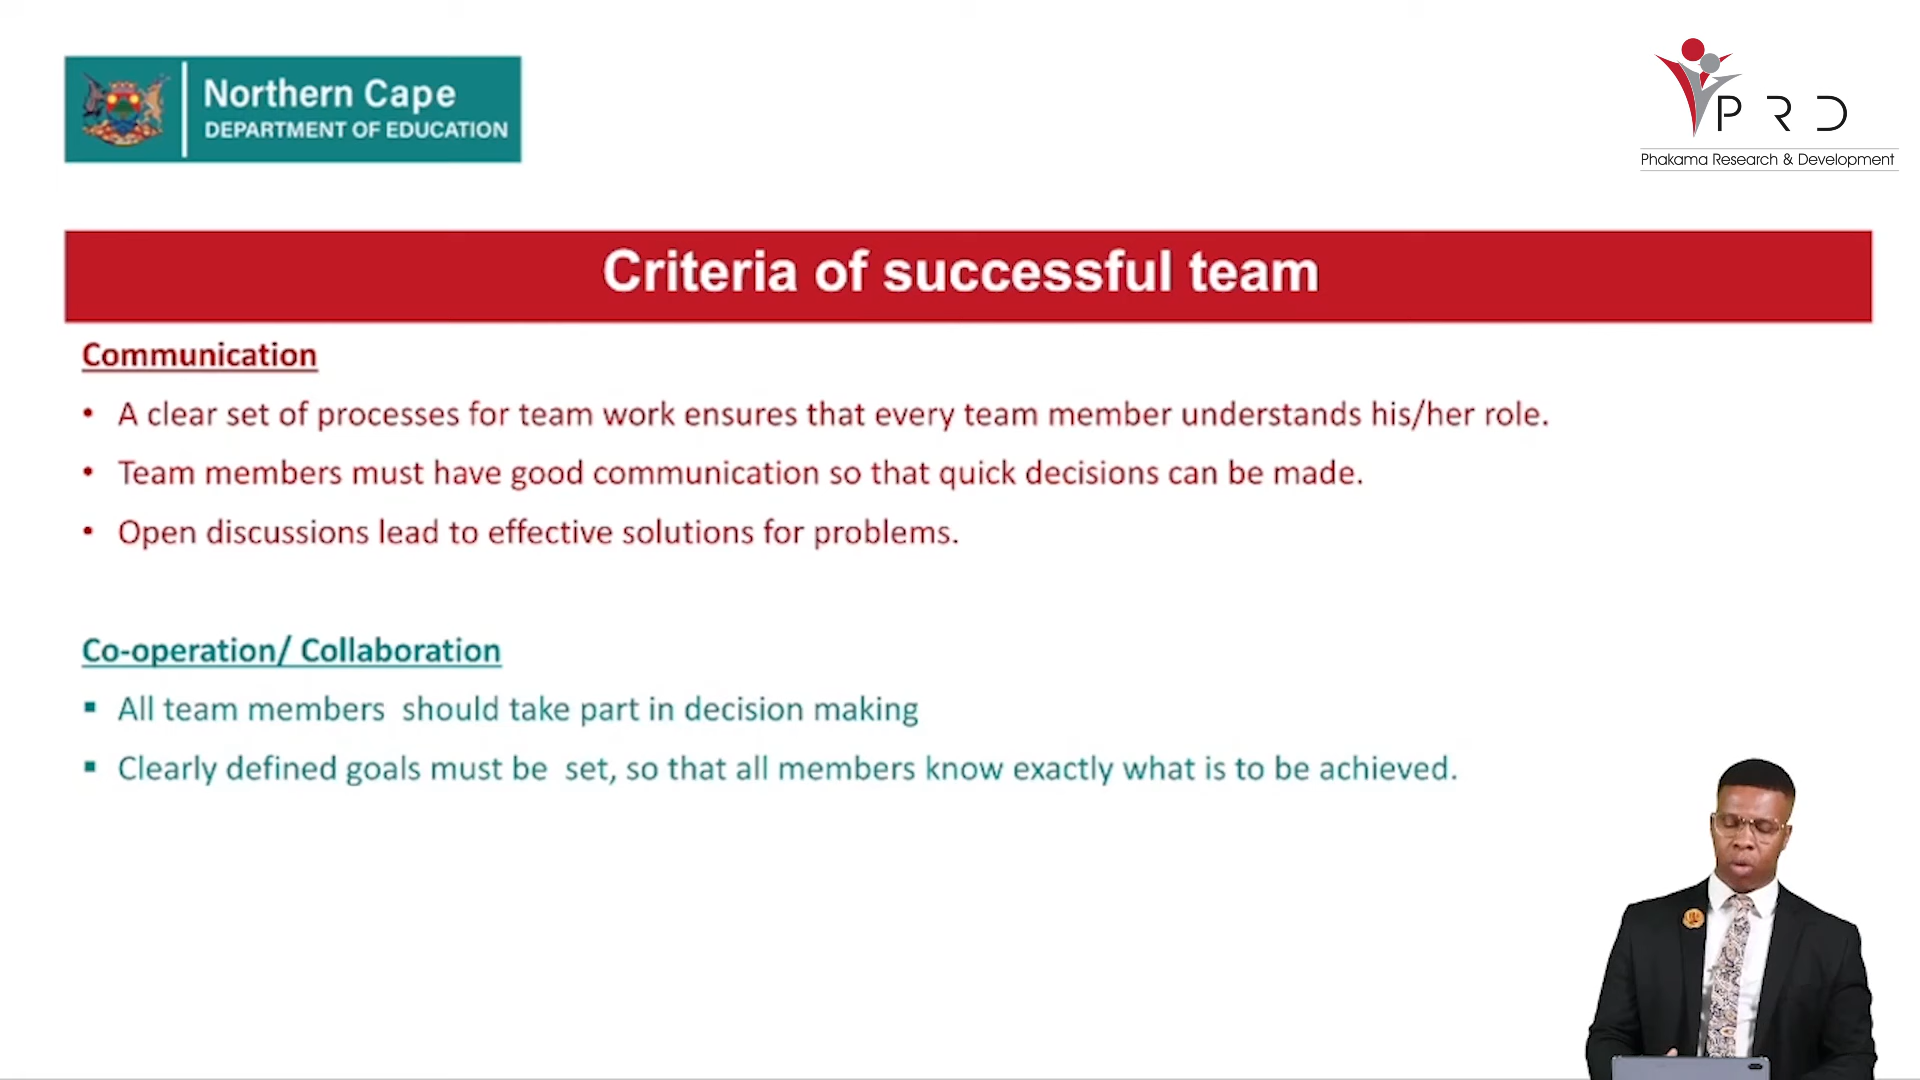 Northern Cape
DEPARTMENT OF EDUCATION
P R D
Phakama Research & Development
Criteria of successful team
Communication
• A clear set of processes for team work ensures that every team member understands his/her role.
• Team members must have good communication so that quick decisions can be made.
• Open discussions lead to effective solutions for problems.
Co-operation/ Collaboration
▪ All team members  should take part in decision making
▪ Clearly defined goals must be  set, so that all members know exactly what is to be achieved.